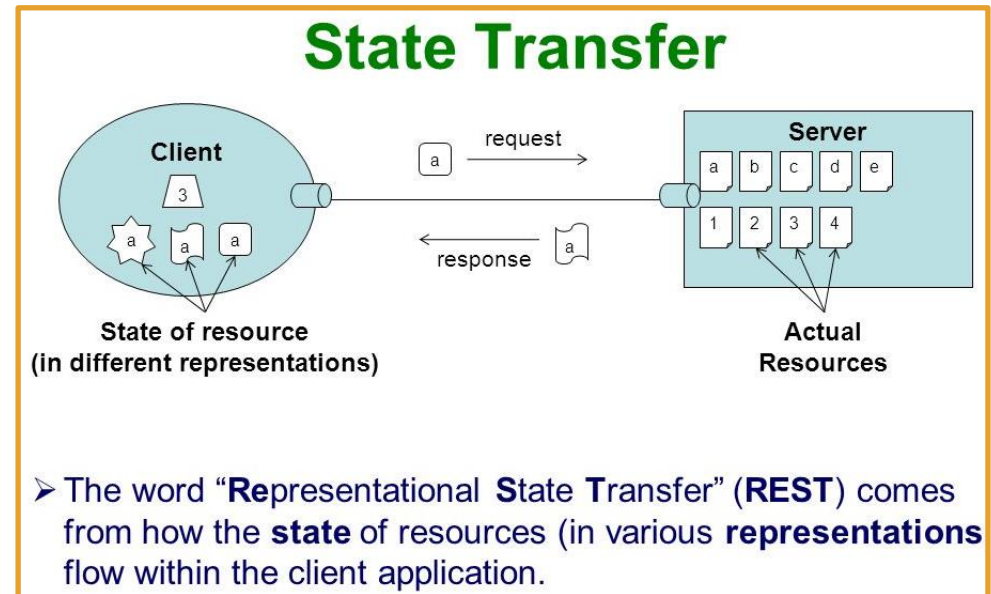 State Transfer
Client
3
a
a
a
a
request
response
a
Server
a b c d e
1 2 3 4
State of resource
(in different representations)
Actual
Resources
➢ The word “Representational State Transfer” (REST) comes
from how the state of resources (in various representations
flow within the client application.